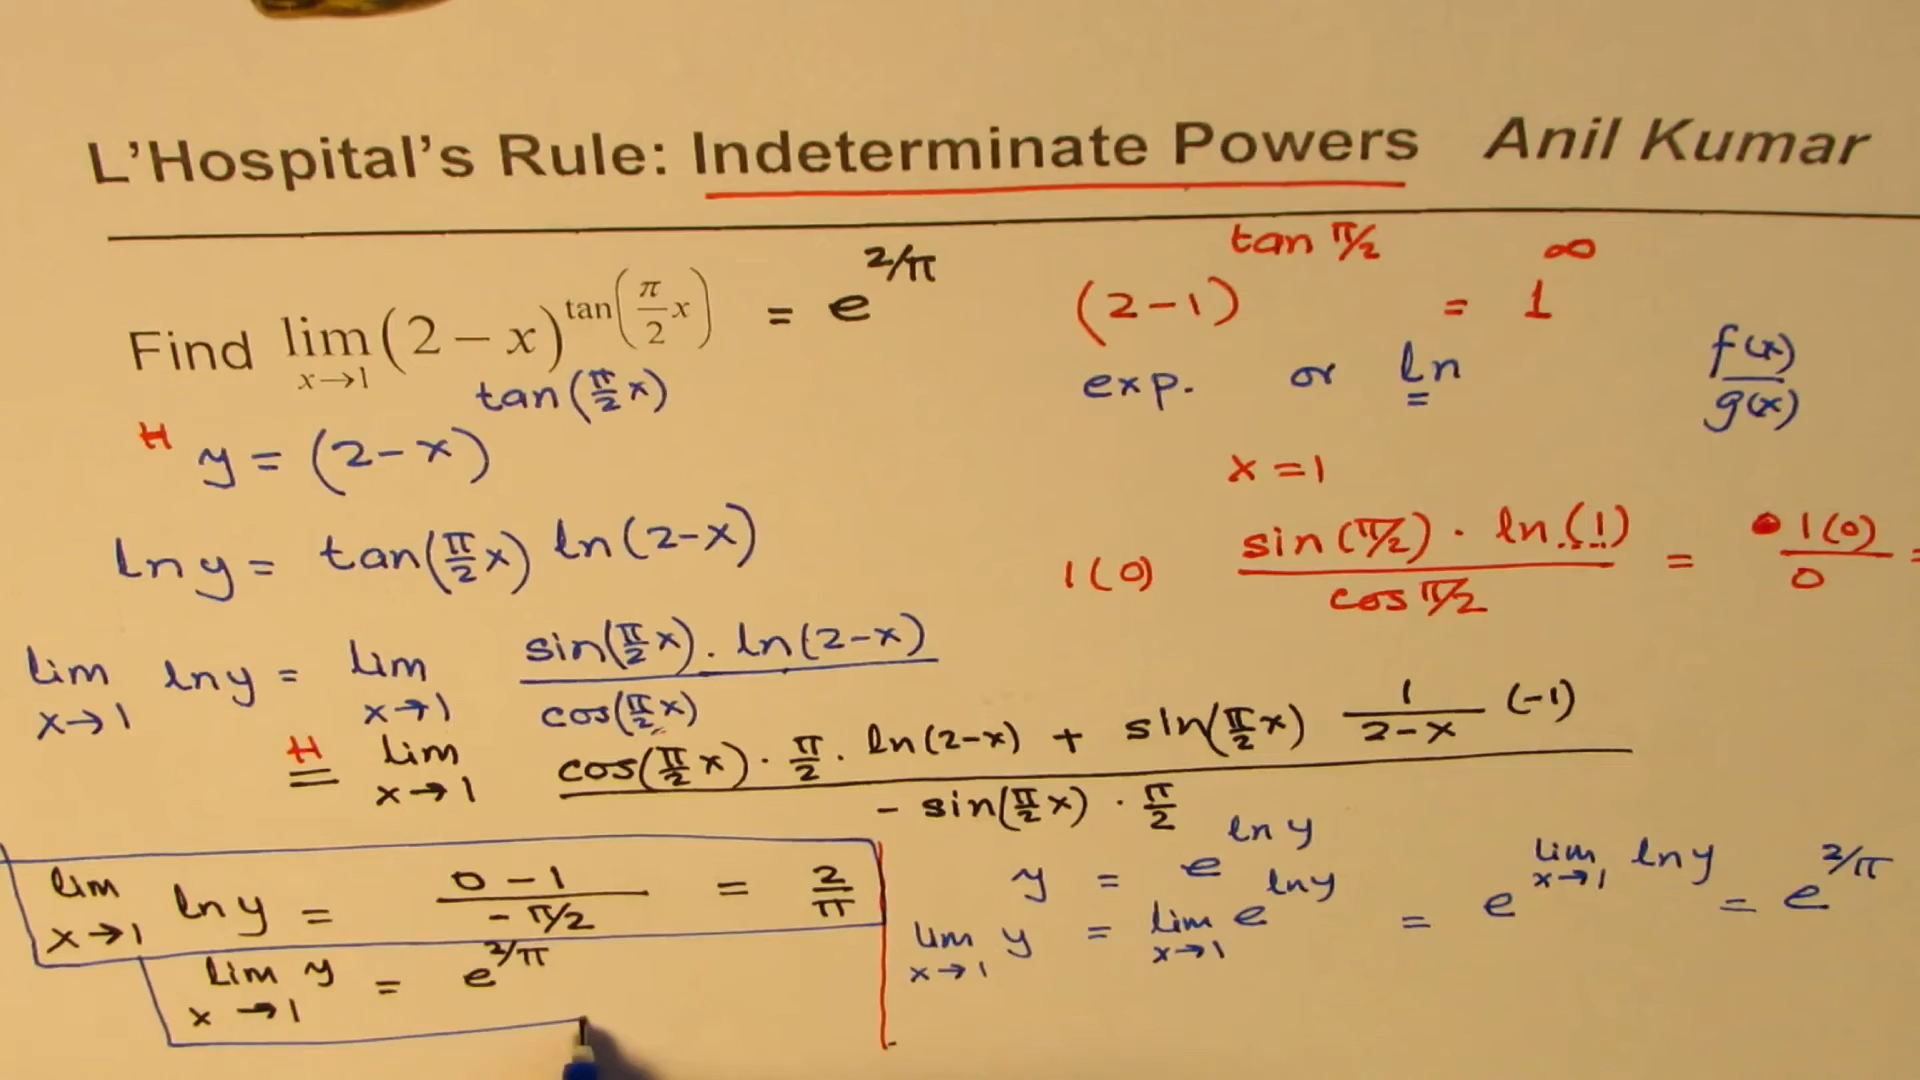 L'Hospital's Rule: Indeterminate Powers Anil Kumar
Find lim x→1 (2 − x)^tan(π/2 x) = e^2/π
(2-1)^tan π/2 = 1^∞
exp. or ln f(x)/g(x)
H y = (2-x)^tan(π/2 x)
x = 1
ln y = tan(π/2 x) ln(2-x)
1(0) sin(π/2) · ln(1) / cos π/2 = 1(0)/0 =
lim x→1 ln y = lim x→1 sin(π/2 x) . ln(2-x) / cos(π/2 x)
H = lim x→1 cos(π/2 x) · π/2 · ln(2-x) + sin(π/2 x) 1/2-x (-1) / - sin(π/2 x) · π/2
lim x→1 ln y = 0 - 1 / - π/2 = 2/π
lim x→1 y = e^2/π
y = e^ln y
lim x→1 y = lim x→1 e^ln y = e^lim x→1 ln y = e^2/π